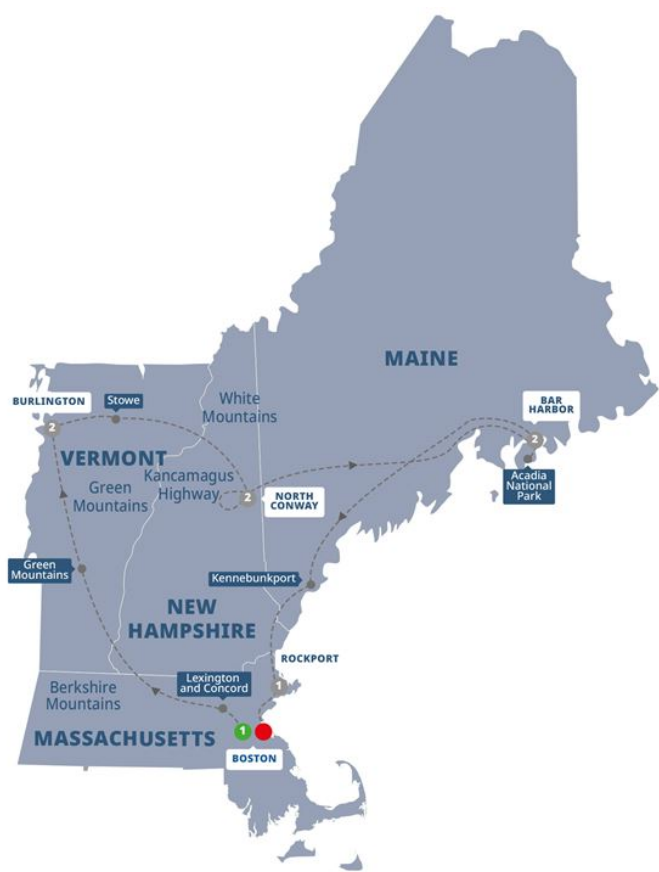 MAINE
BURLINGTON
Stowe
White
Mountains
BAR
HARBOR
2
2
VERMONT
Acadia
National
Park
Kancamagus
Highway
Green
Mountains
2
NORTH
CONWAY
Green
Mountains
Kennebunkport
NEW
HAMPSHIRE
ROCKPORT
Lexington
and Concord
1
Berkshire
Mountains
MASSACHUSETTS
1
BOSTON